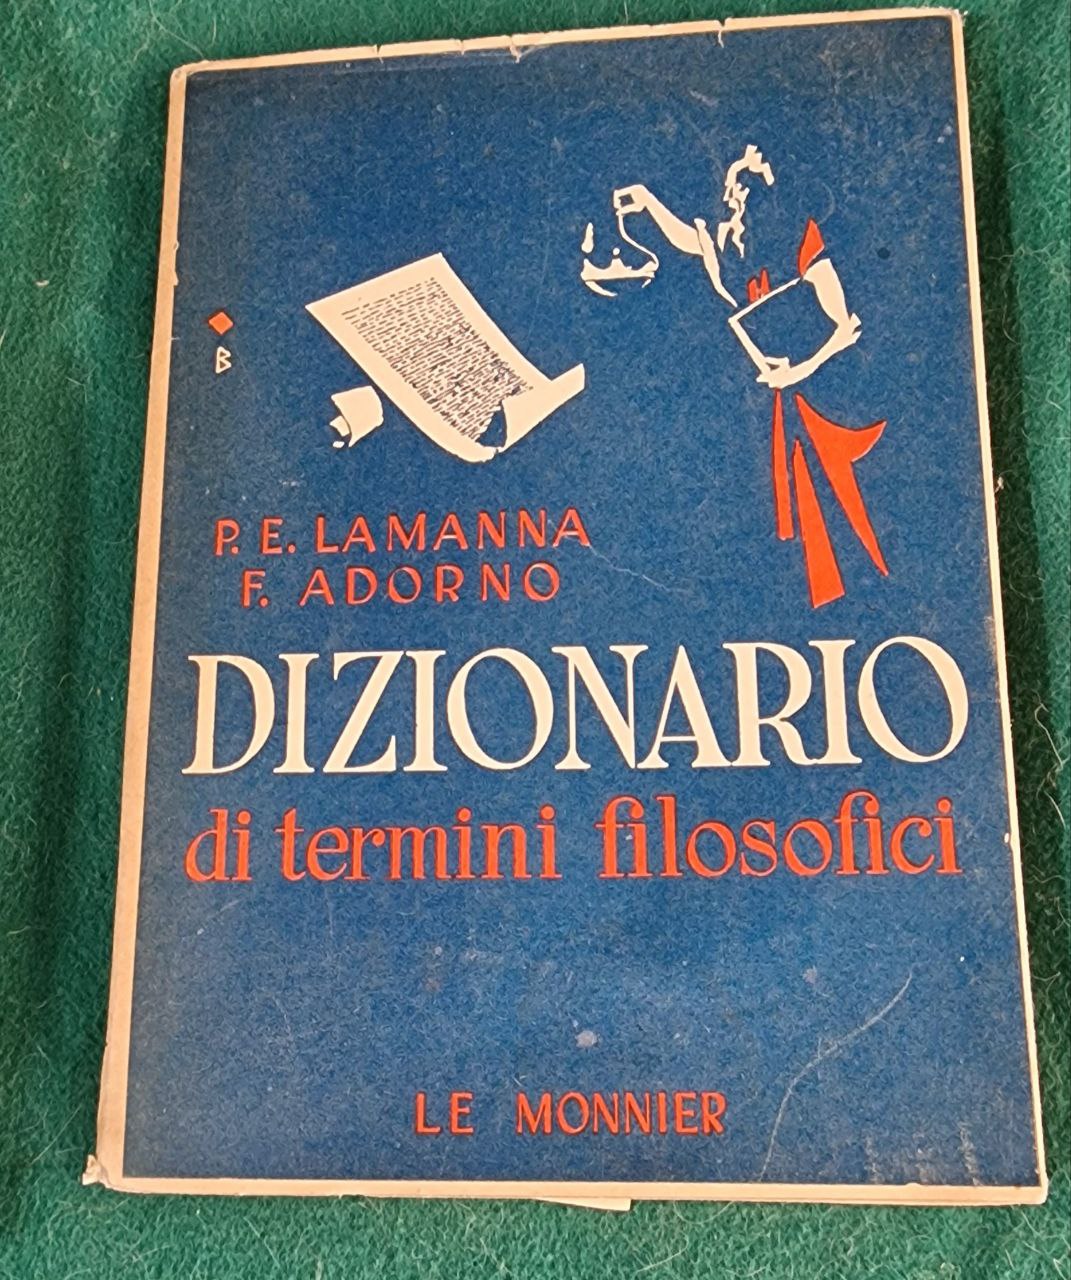 B
P. E. LAMANNA
F. ADORNO
DIZIONARIO
di termini filosofici
LE MONNIER